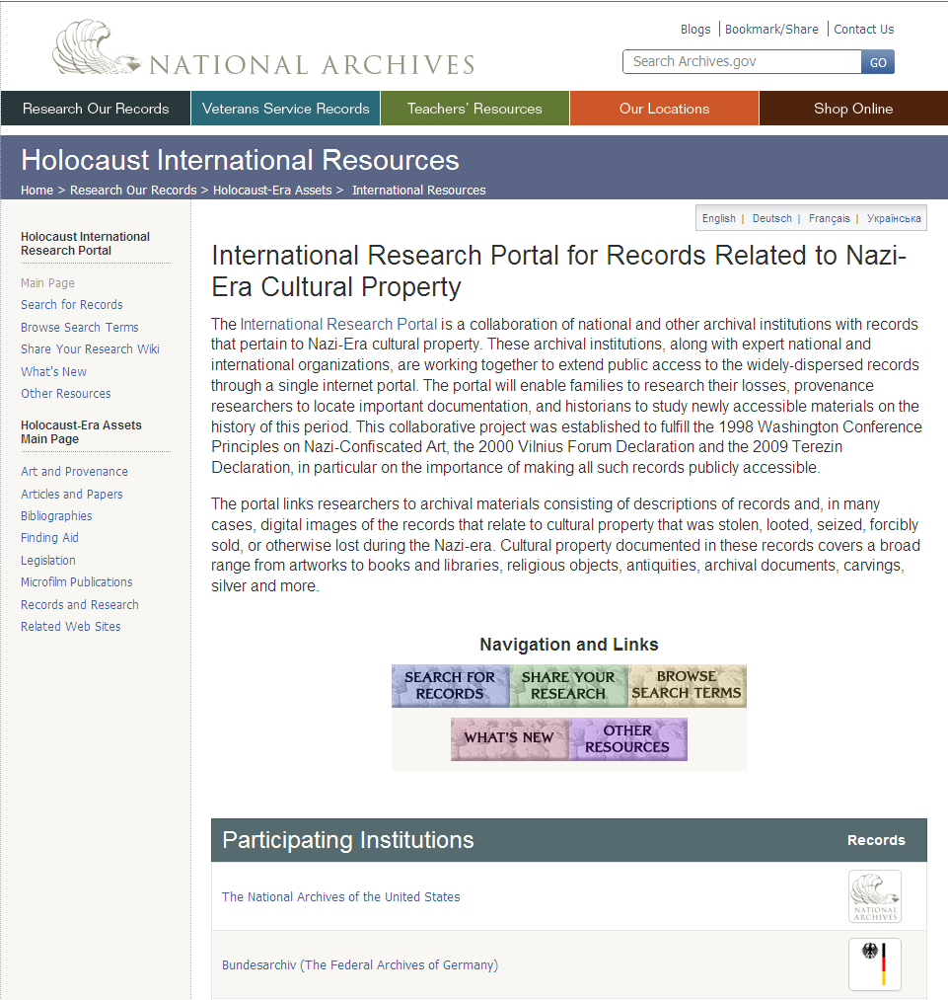 Blogs | Bookmark/Share | Contact Us
NATIONAL ARCHIVES
Search Archives.gov GO
Research Our Records Veterans Service Records Teachers' Resources Our Locations Shop Online
Holocaust International Resources
Home > Research Our Records > Holocaust-Era Assets > International Resources
English | Deutsch | Français | Українська
Holocaust International
Research Portal
Main Page
Search for Records
Browse Search Terms
Share Your Research Wiki
What's New
Other Resources
Holocaust-Era Assets
Main Page
Art and Provenance
Articles and Papers
Bibliographies
Finding Aid
Legislation
Microfilm Publications
Records and Research
Related Web Sites
International Research Portal for Records Related to Nazi-
Era Cultural Property
The International Research Portal is a collaboration of national and other archival institutions with records
that pertain to Nazi-Era cultural property. These archival institutions, along with expert national and
international organizations, are working together to extend public access to the widely-dispersed records
through a single internet portal. The portal will enable families to research their losses, provenance
researchers to locate important documentation, and historians to study newly accessible materials on the
history of this period. This collaborative project was established to fulfill the 1998 Washington Conference
Principles on Nazi-Confiscated Art, the 2000 Vilnius Forum Declaration and the 2009 Terezin
Declaration, in particular on the importance of making all such records publicly accessible.
The portal links researchers to archival materials consisting of descriptions of records and, in many
cases, digital images of the records that relate to cultural property that was stolen, looted, seized, forcibly
sold, or otherwise lost during the Nazi-era. Cultural property documented in these records covers a broad
range from artworks to books and libraries, religious objects, antiquities, archival documents, carvings,
silver and more.
Navigation and Links
SEARCH FOR
RECORDS
SHARE YOUR
RESEARCH
BROWSE
SEARCH TERMS
WHAT'S NEW
OTHER
RESOURCES
Participating Institutions Records
The National Archives of the United States
NATIONAL
ARCHIVES
Bundesarchiv (The Federal Archives of Germany)